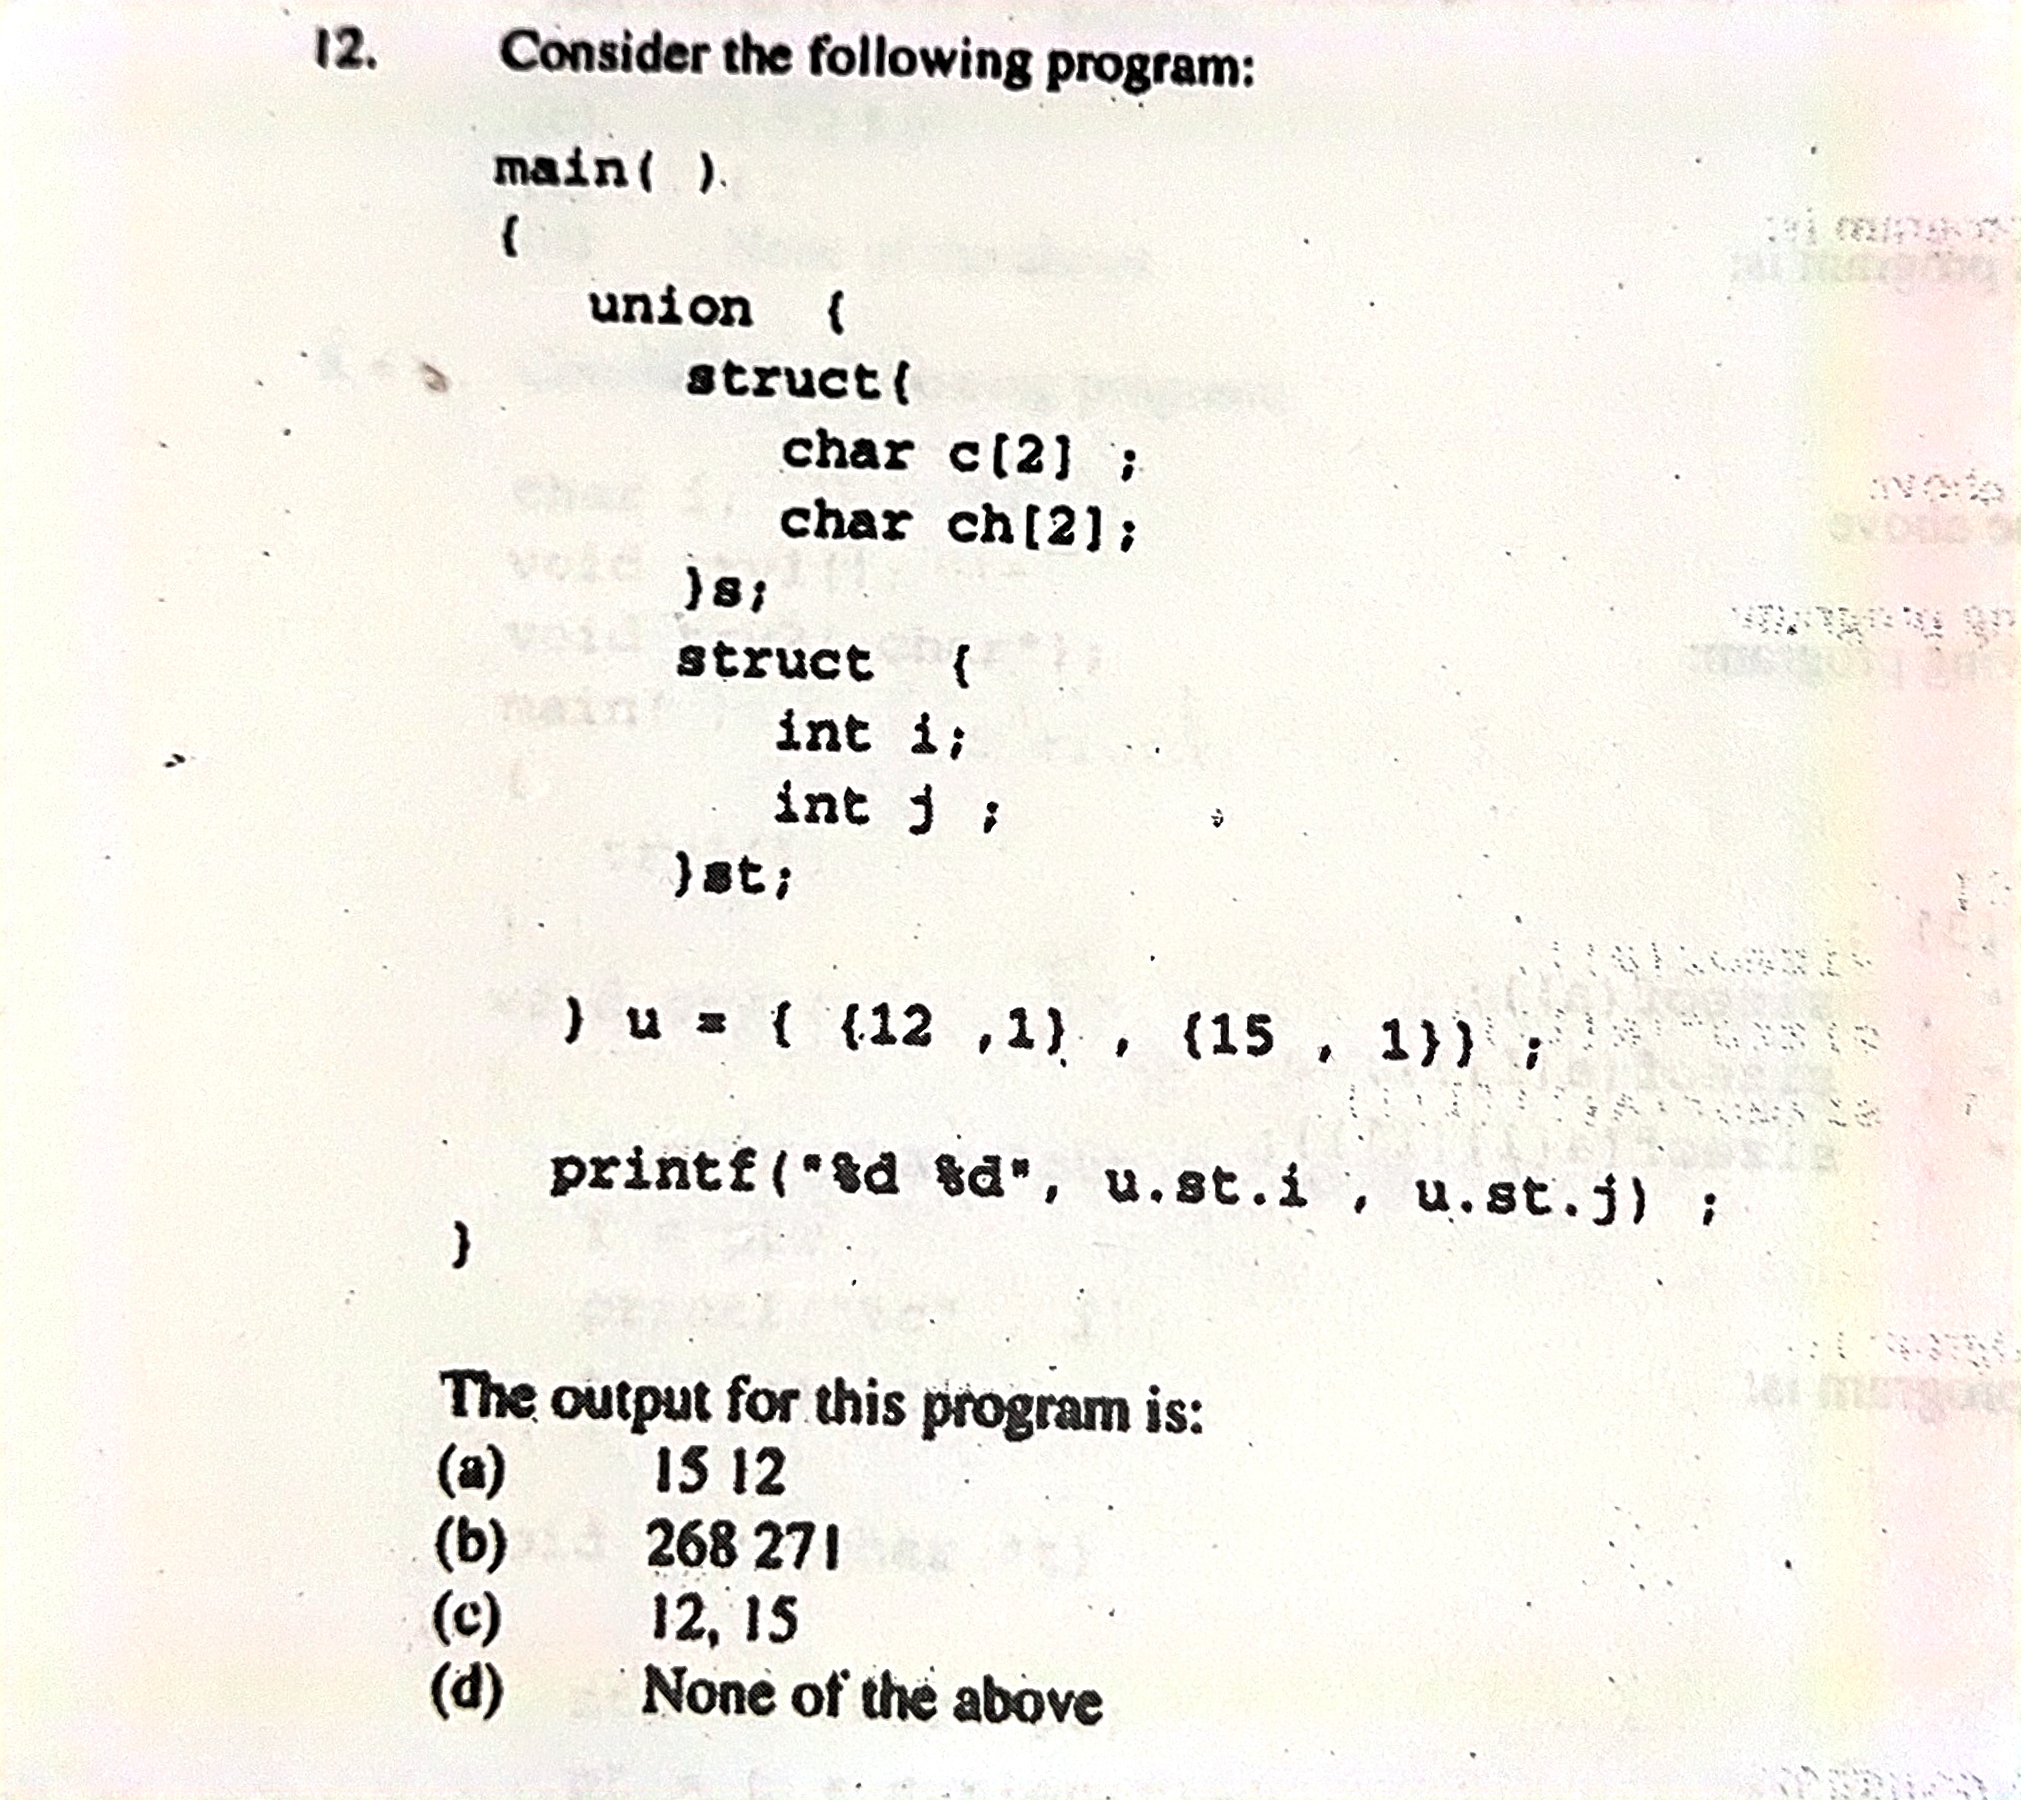 12. Consider the following program:
main( )
{
union {
struct{
char c[2] ;
char ch[2];
}s;
struct {
int i;
int j ;
}st;
} u = { {12 ,1} , {15 , 1}} ;
printf("%d %d", u.st.i , u.st.j) ;
}
The output for this program is:
(a) 15 12
(b) 268 271
(c) 12, 15
(d) None of the above